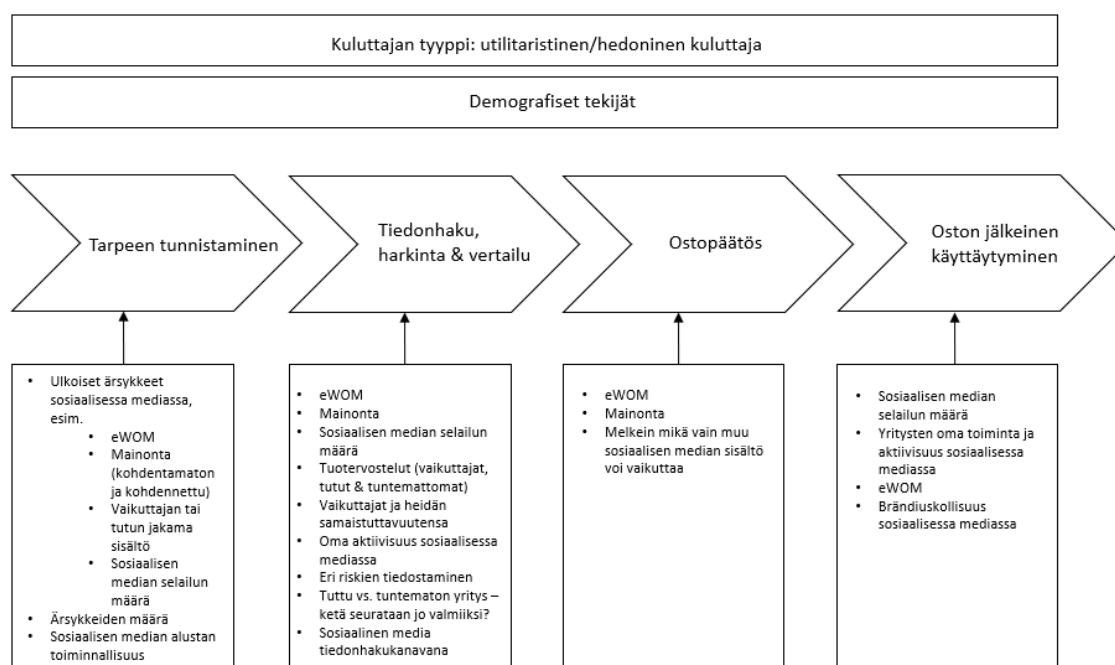 Kuluttajan tyyppi: utilitaristinen/hedoninen kuluttaja
Demografiset tekijät
Tarpeen tunnistaminen
Tiedonhaku,
harkinta & vertailu
Ostopäätös
Oston jälkeinen
käyttäytyminen
• Ulkoiset ärsykkeet
sosiaalisessa mediassa,
esim.
• eWOM
• Mainonta
(kohdentamaton
ja kohdennettu)
• Vaikuttajan tai
tutun jakama
sisältö
• Sosiaalisen
median selailun
määrä
• Ärsykkeiden määrä
• Sosiaalisen median alustan
toiminnallisuus
• eWOM
• Mainonta
• Sosiaalisen median selailun
määrä
• Tuotervostelut (vaikuttajat,
tutut & tuntemattomat)
• Vaikuttajat ja heidän
samaistuttavuutensa
• Oma aktiivisuus sosiaalisessa
mediassa
• Eri riskien tiedostaminen
• Tuttu vs. tuntematon yritys –
ketä seurataan jo valmiiksi?
• Sosiaalinen media
tiedonhakukanavana
• eWOM
• Mainonta
• Melkein mikä vain muu
sosiaalisen median sisältö
voi vaikuttaa
• Sosiaalisen median
selailun määrä
• Yritysten oma toiminta ja
aktiivisuus sosiaalisessa
mediassa
• eWOM
• Brändiuskollisuus
sosiaalisessa mediassa